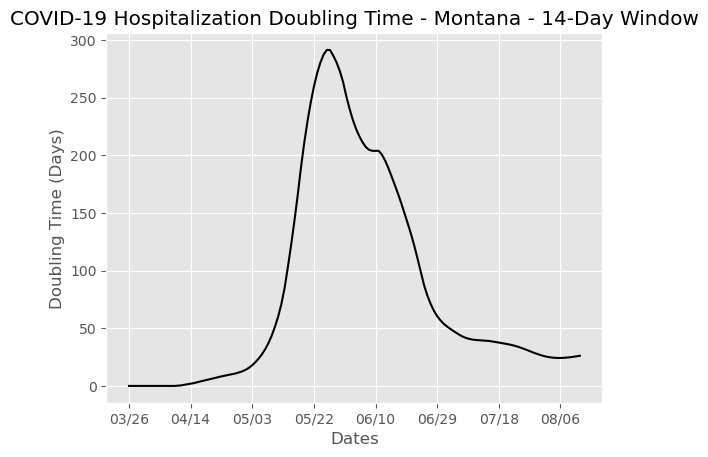 COVID-19 Hospitalization Doubling Time - Montana - 14-Day Window
300
250
200
150
100
50
0
Doubling Time (Days)
03/26 04/14 05/03 05/22 06/10 06/29 07/18 08/06
Dates